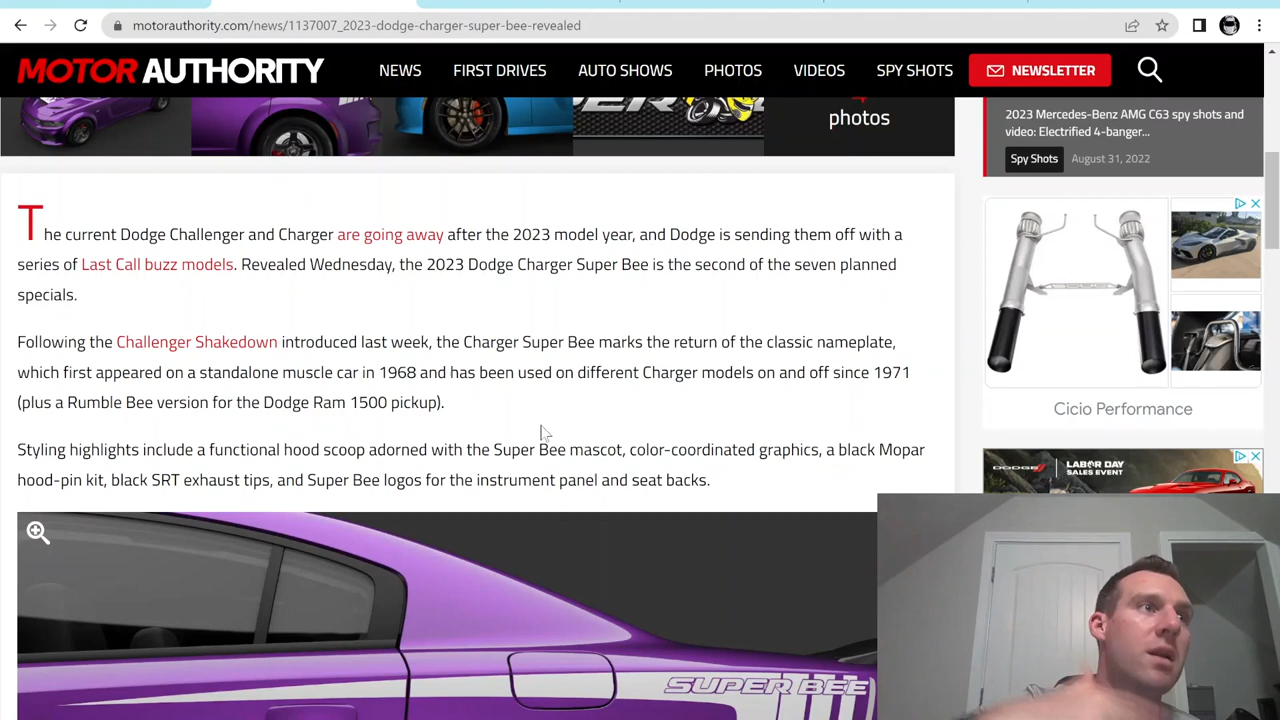 motorauthority.com/news/1137007_2023-dodge-charger-super-bee-revealed
MOTOR AUTHORITY
NEWS
FIRST DRIVES
AUTO SHOWS
PHOTOS
VIDEOS
SPY SHOTS
NEWSLETTER
photos
2023 Mercedes-Benz AMG C63 spy shots and
video: Electrified 4-banger...
Spy Shots
August 31, 2022
The current Dodge Challenger and Charger are going away after the 2023 model year, and Dodge is sending them off with a
series of Last Call buzz models. Revealed Wednesday, the 2023 Dodge Charger Super Bee is the second of the seven planned
specials.
Following the Challenger Shakedown introduced last week, the Charger Super Bee marks the return of the classic nameplate,
which first appeared on a standalone muscle car in 1968 and has been used on different Charger models on and off since 1971
(plus a Rumble Bee version for the Dodge Ram 1500 pickup).
Styling highlights include a functional hood scoop adorned with the Super Bee mascot, color-coordinated graphics, a black Mopar
hood-pin kit, black SRT exhaust tips, and Super Bee logos for the instrument panel and seat backs.
Cicio Performance
DODGE
LABOR DAY
SALES EVENT
SUPER BEE